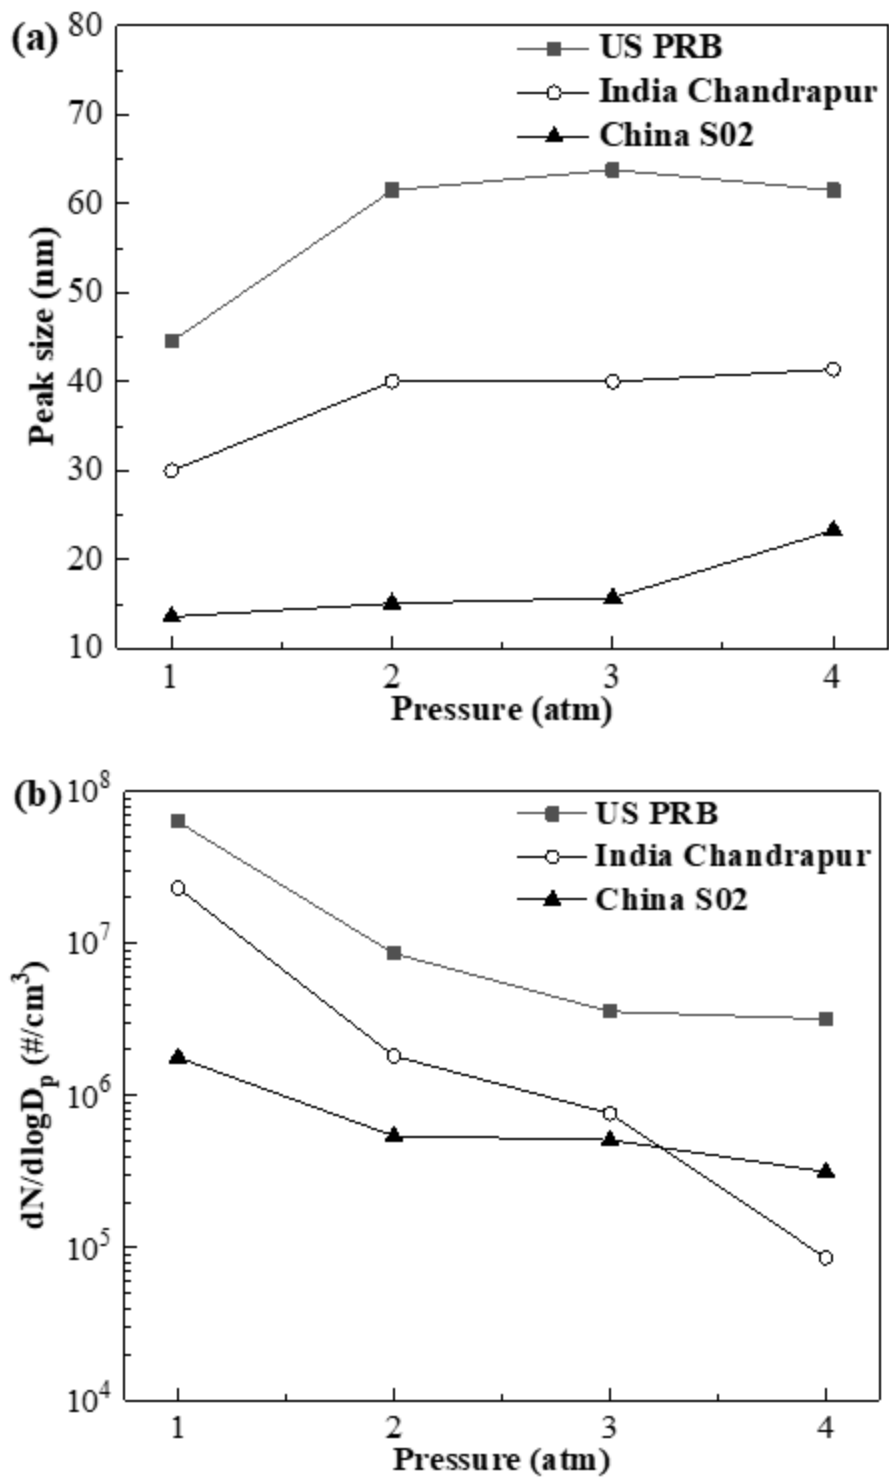 (a)
80
70
60
50
40
30
20
10
Peak size (nm)
US PRB
India Chandrapur
China S02
1 2 3 4
Pressure (atm)
(b)
10^8
10^7
10^6
10^5
10^4
dN/dlogD_p (#/cm^3)
US PRB
India Chandrapur
China S02
1 2 3 4
Pressure (atm)